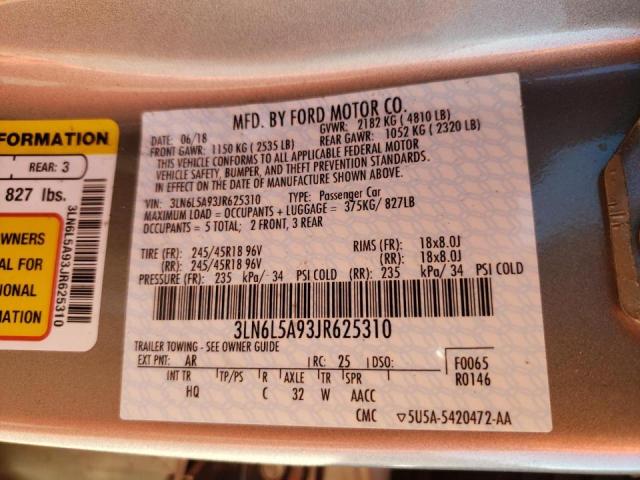 MFD. BY FORD MOTOR CO.
DATE: 06/18 GVWR: 2182 KG ( 4810 LB)
FRONT GAWR: 1150 KG ( 2535 LB) REAR GAWR: 1052 KG ( 2320 LB)
THIS VEHICLE CONFORMS TO ALL APPLICABLE FEDERAL MOTOR
VEHICLE SAFETY, BUMPER, AND THEFT PREVENTION STANDARDS
IN EFFECT ON THE DATE OF MANUFACTURE SHOWN ABOVE.
VIN: 3LN6L5A93JR625310 TYPE: Passenger Car
MAXIMUM LOAD = OCCUPANTS + LUGGAGE = 375KG/ 827LB
OCCUPANTS = 5 TOTAL; 2 FRONT, 3 REAR
TIRE (FR): 245/45R18 96V RIMS (FR): 18x8.0J
(RR): 245/45R18 96V (RR): 18x8.0J
PRESSURE (FR): 235 kPa/ 34 PSI COLD (RR): 235 kPa/ 34 PSI COLD
3LN6L5A93JR625310
TRAILER TOWING - SEE OWNER GUIDE
EXT PNT: AR RC: 25 DSO: F0065
INT TR TP/PS R AXLE TR SPR R0146
HQ C 32 W AACC
CMC ▽5U5A-5420472-AA
FORMATION
REAR: 3
827 lbs.
OWNERS
AL FOR
IONAL
MATION
3LN6L5A93JR625310